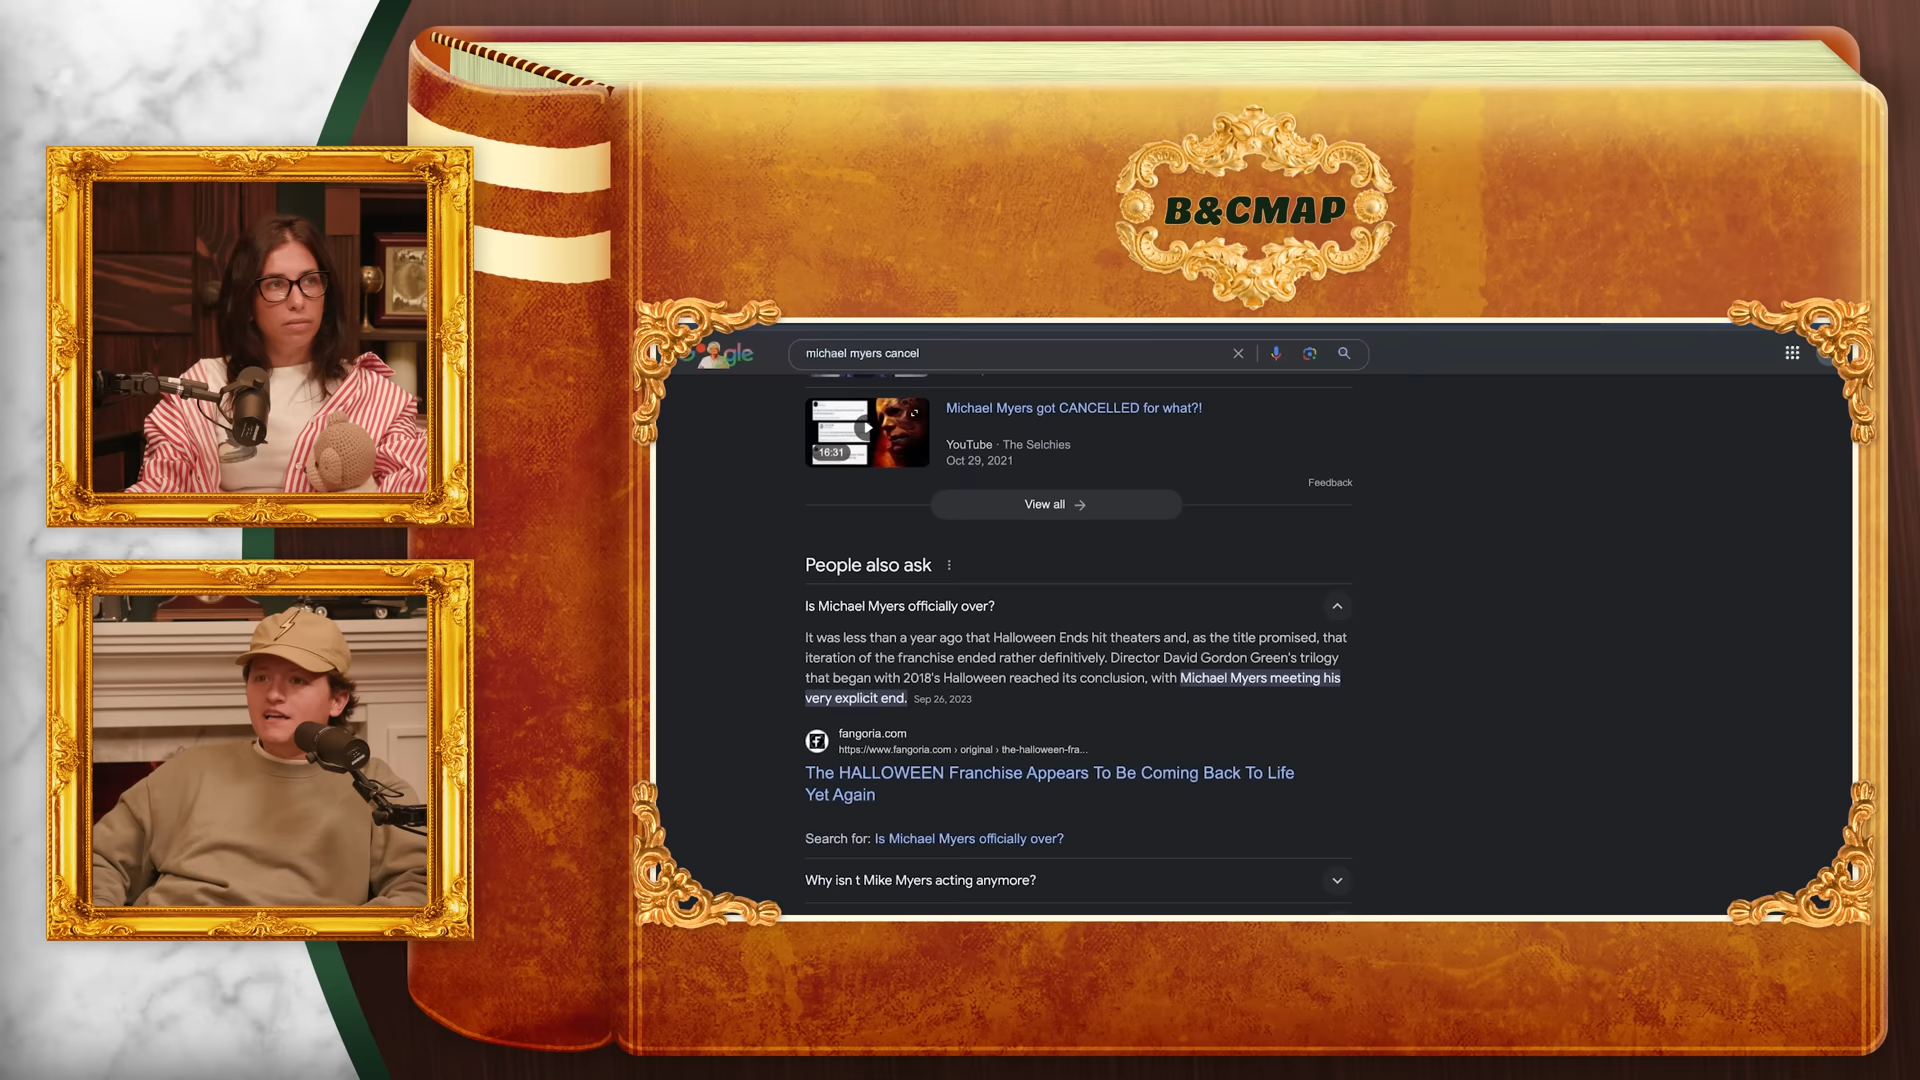 B&CMAP
gle
michael myers cancel
Michael Myers got CANCELLED for what?!
YouTube · The Selchies
16:31
Oct 29, 2021
Feedback
View all
People also ask
Is Michael Myers officially over?
It was less than a year ago that Halloween Ends hit theaters and, as the title promised, that
iteration of the franchise ended rather definitively. Director David Gordon Green's trilogy
that began with 2018's Halloween reached its conclusion, with Michael Myers meeting his
very explicit end. Sep 26, 2023
fangoria.com
https://www.fangoria.com › original › the-halloween-fra...
The HALLOWEEN Franchise Appears To Be Coming Back To Life
Yet Again
Search for: Is Michael Myers officially over?
Why isn t Mike Myers acting anymore?